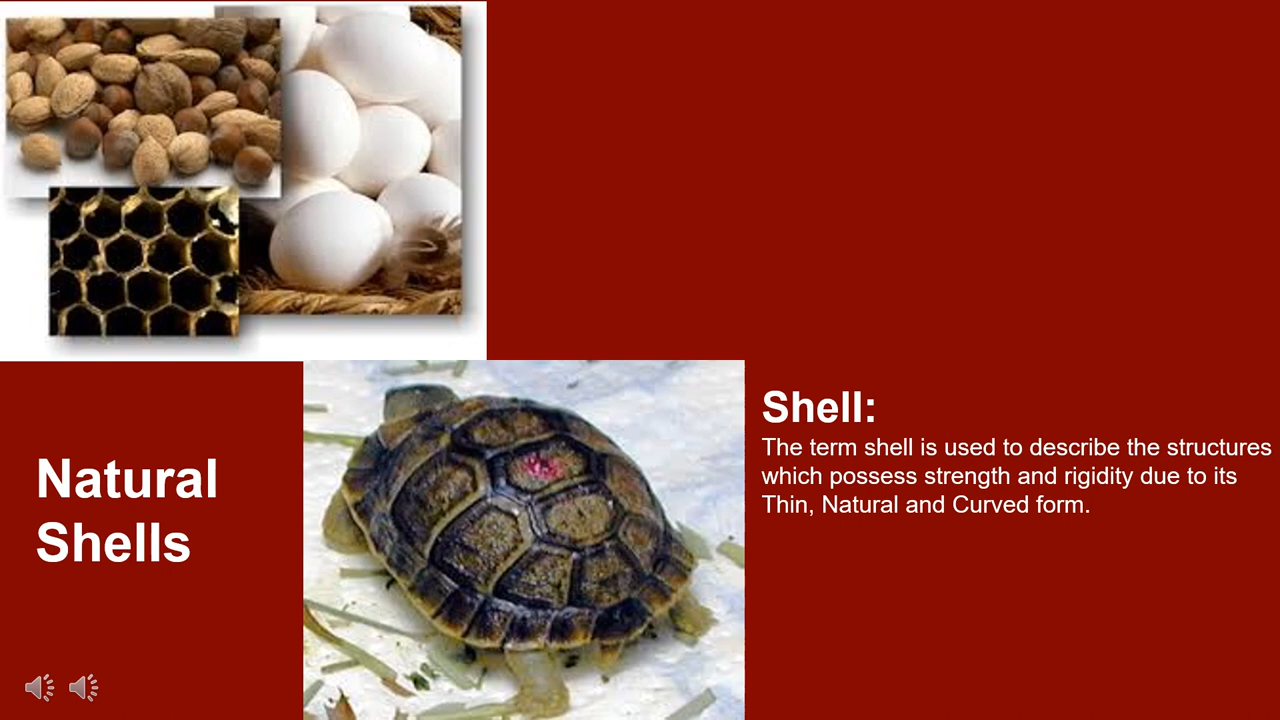 Natural
Shells
Shell:
The term shell is used to describe the structures
which possess strength and rigidity due to its
Thin, Natural and Curved form.